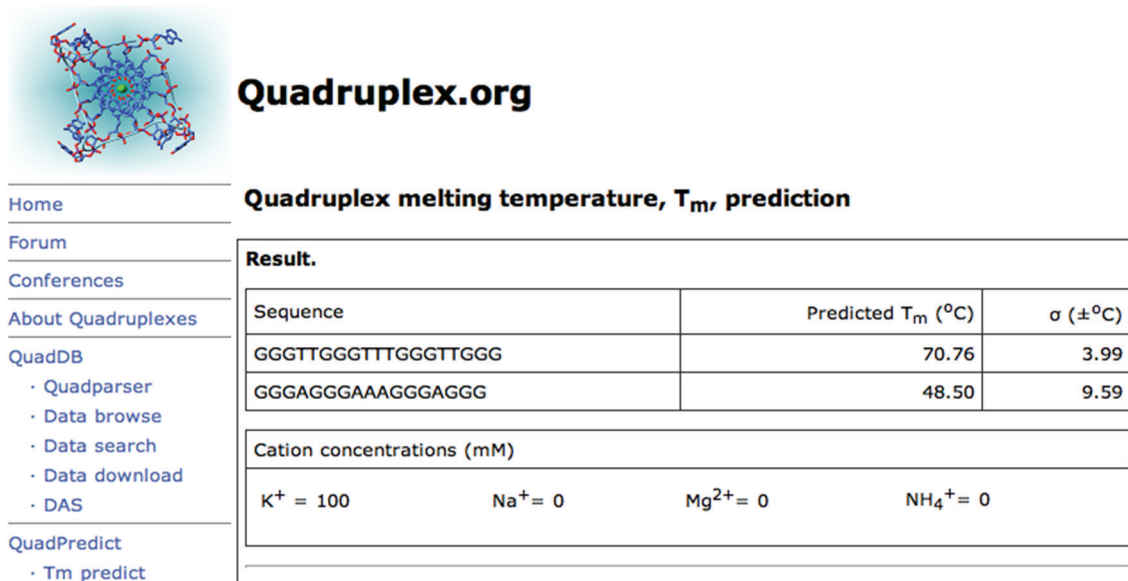 Quadruplex.org
Home
Forum
Conferences
About Quadruplexes
QuadDB
· Quadparser
· Data browse
· Data search
· Data download
· DAS
QuadPredict
· Tm predict
Quadruplex melting temperature, Tm, prediction
Result.
Sequence Predicted Tm (°C) σ (±°C)
GGGTTGGGTTTGGGTTGGG 70.76 3.99
GGGAGGGAAAGGGAGGG 48.50 9.59
Cation concentrations (mM)
K+ = 100 Na+= 0 Mg2+= 0 NH4+= 0